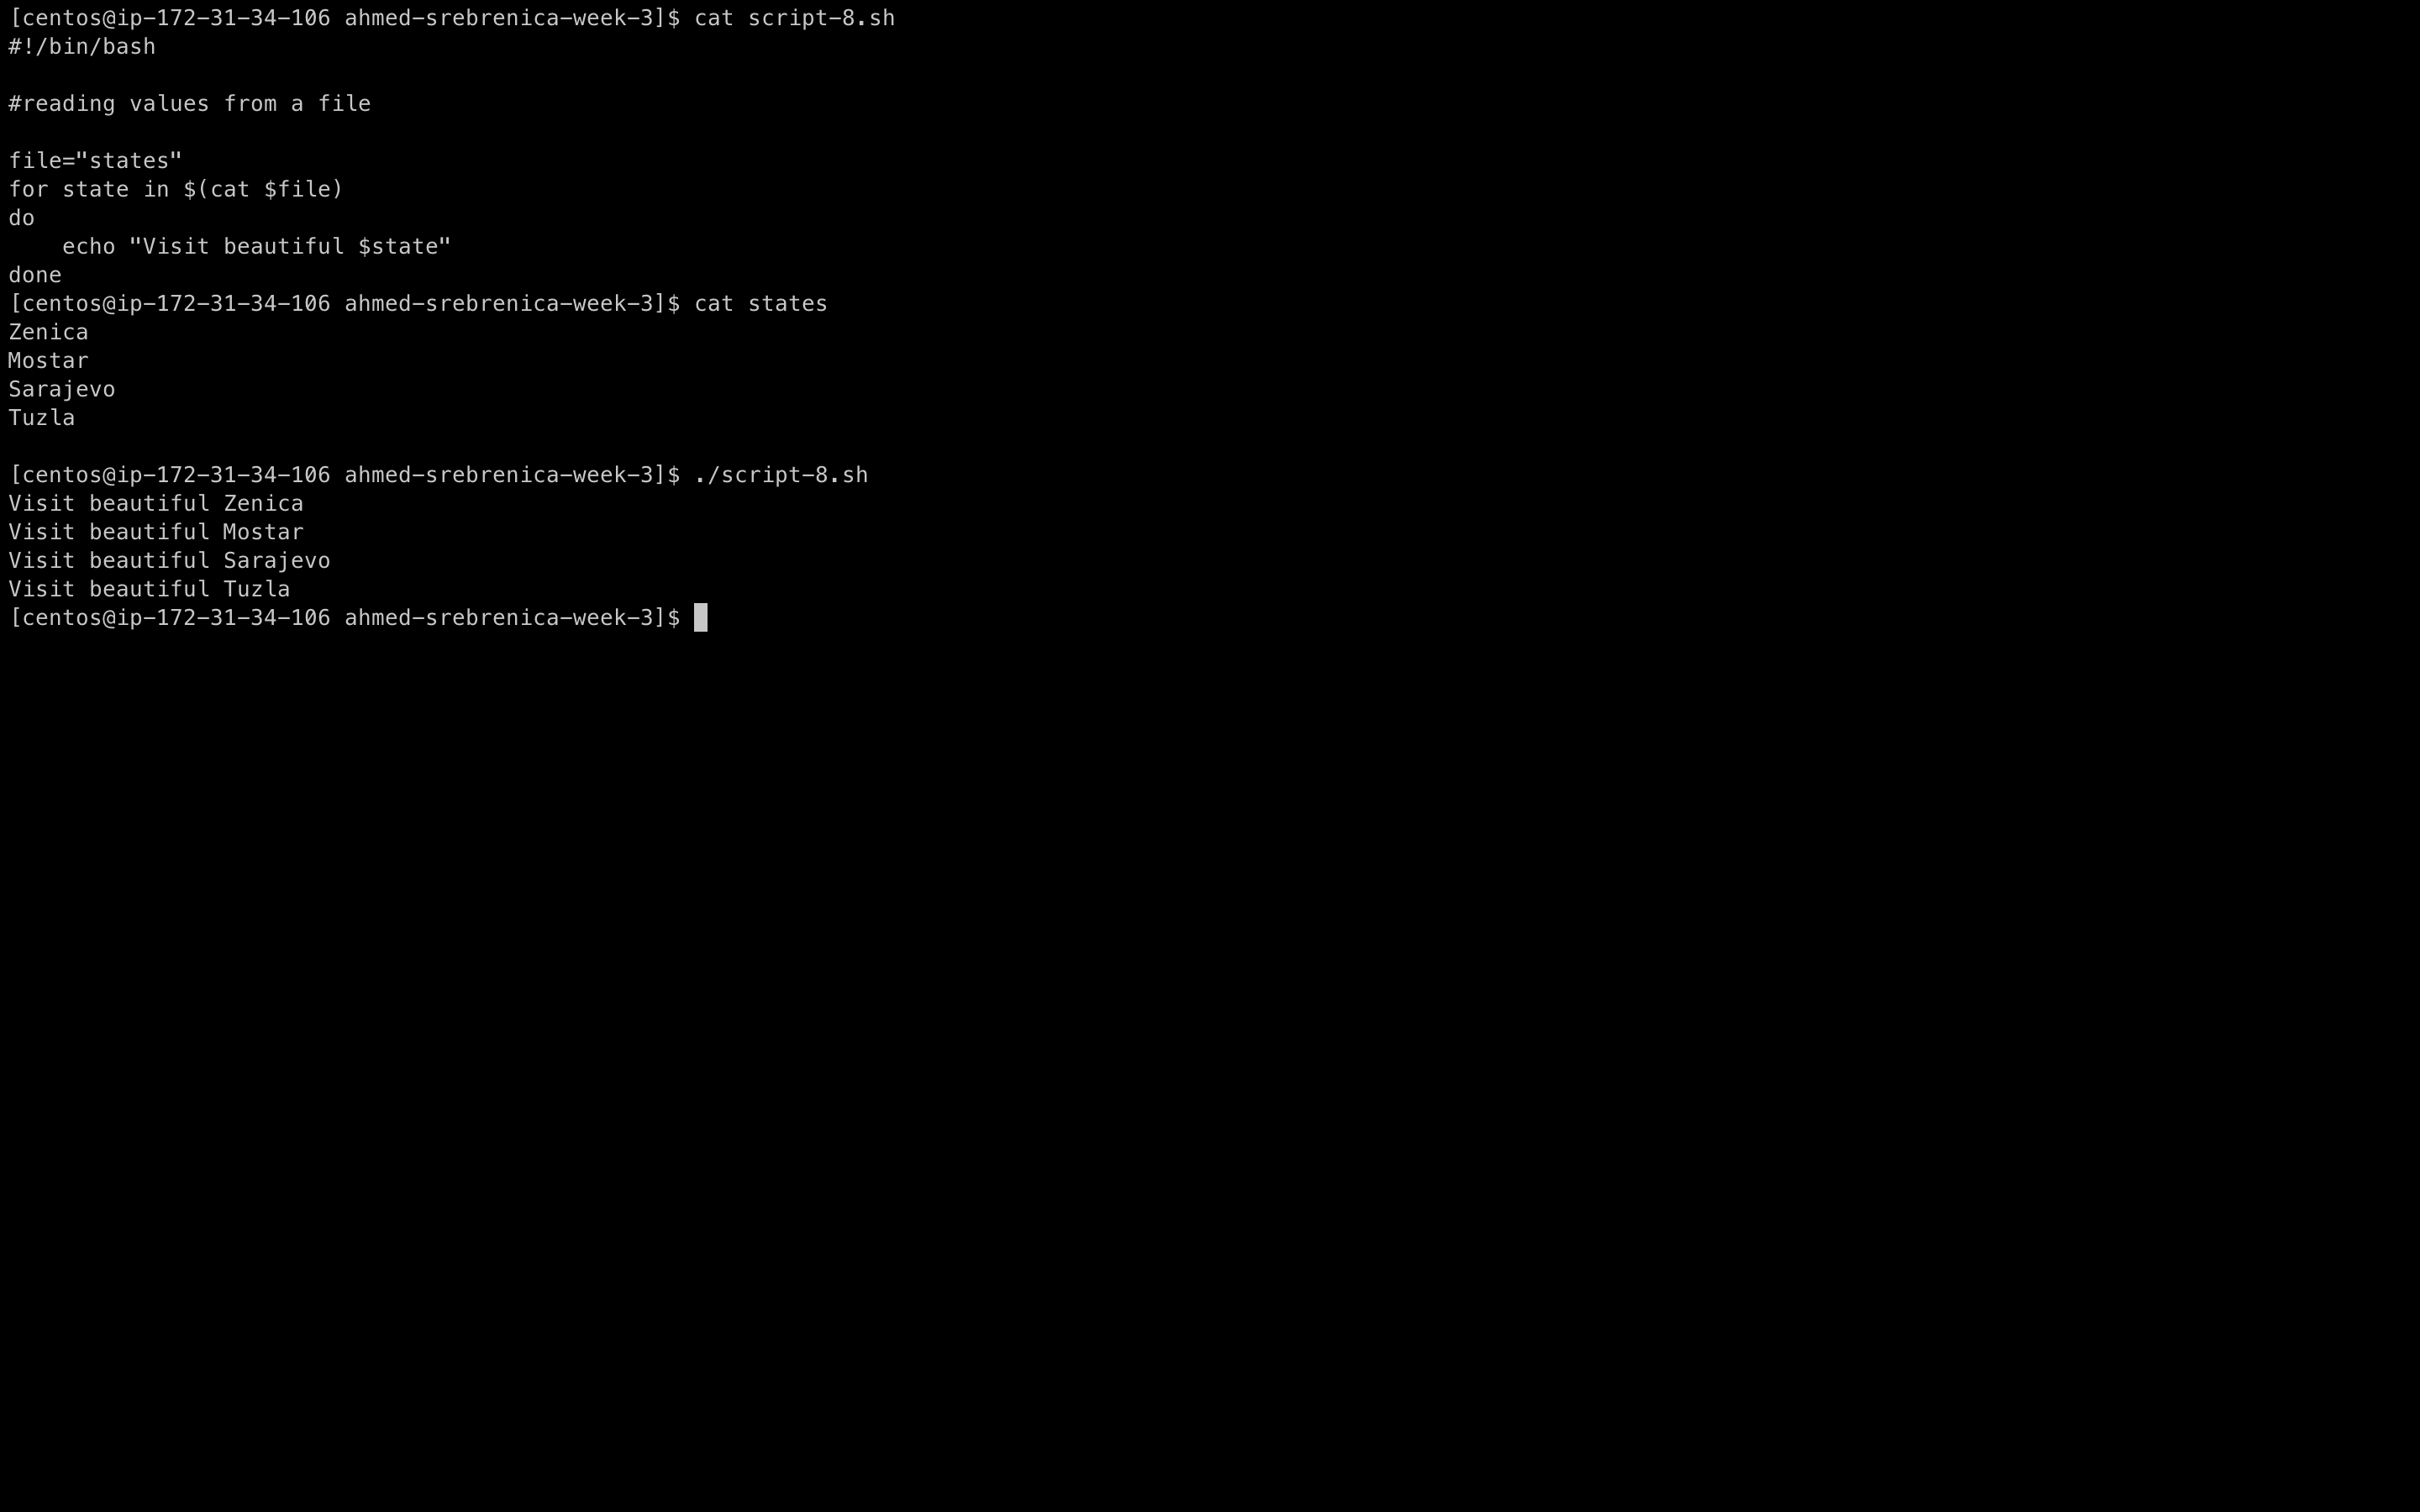 [centos@ip-172-31-34-106 ahmed-srebrenica-week-3]$ cat script-8.sh
#!/bin/bash

#reading values from a file

file="states"
for state in $(cat $file)
do
    echo "Visit beautiful $state"
done
[centos@ip-172-31-34-106 ahmed-srebrenica-week-3]$ cat states
Zenica
Mostar
Sarajevo
Tuzla

[centos@ip-172-31-34-106 ahmed-srebrenica-week-3]$ ./script-8.sh
Visit beautiful Zenica
Visit beautiful Mostar
Visit beautiful Sarajevo
Visit beautiful Tuzla
[centos@ip-172-31-34-106 ahmed-srebrenica-week-3]$